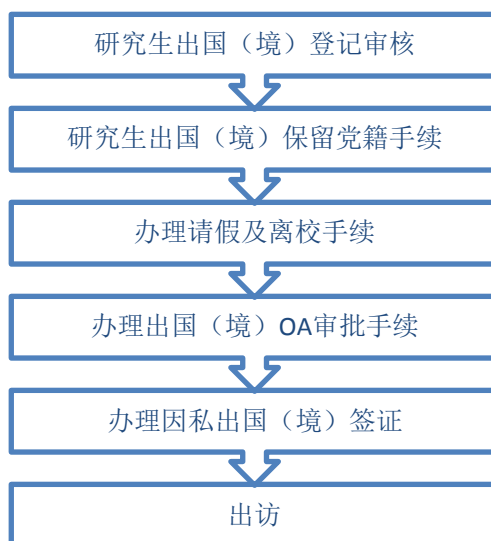 研究生出国（境）登记审核
研究生出国（境）保留党籍手续
办理请假及离校手续
办理出国（境）OA审批手续
办理因私出国（境）签证
出访